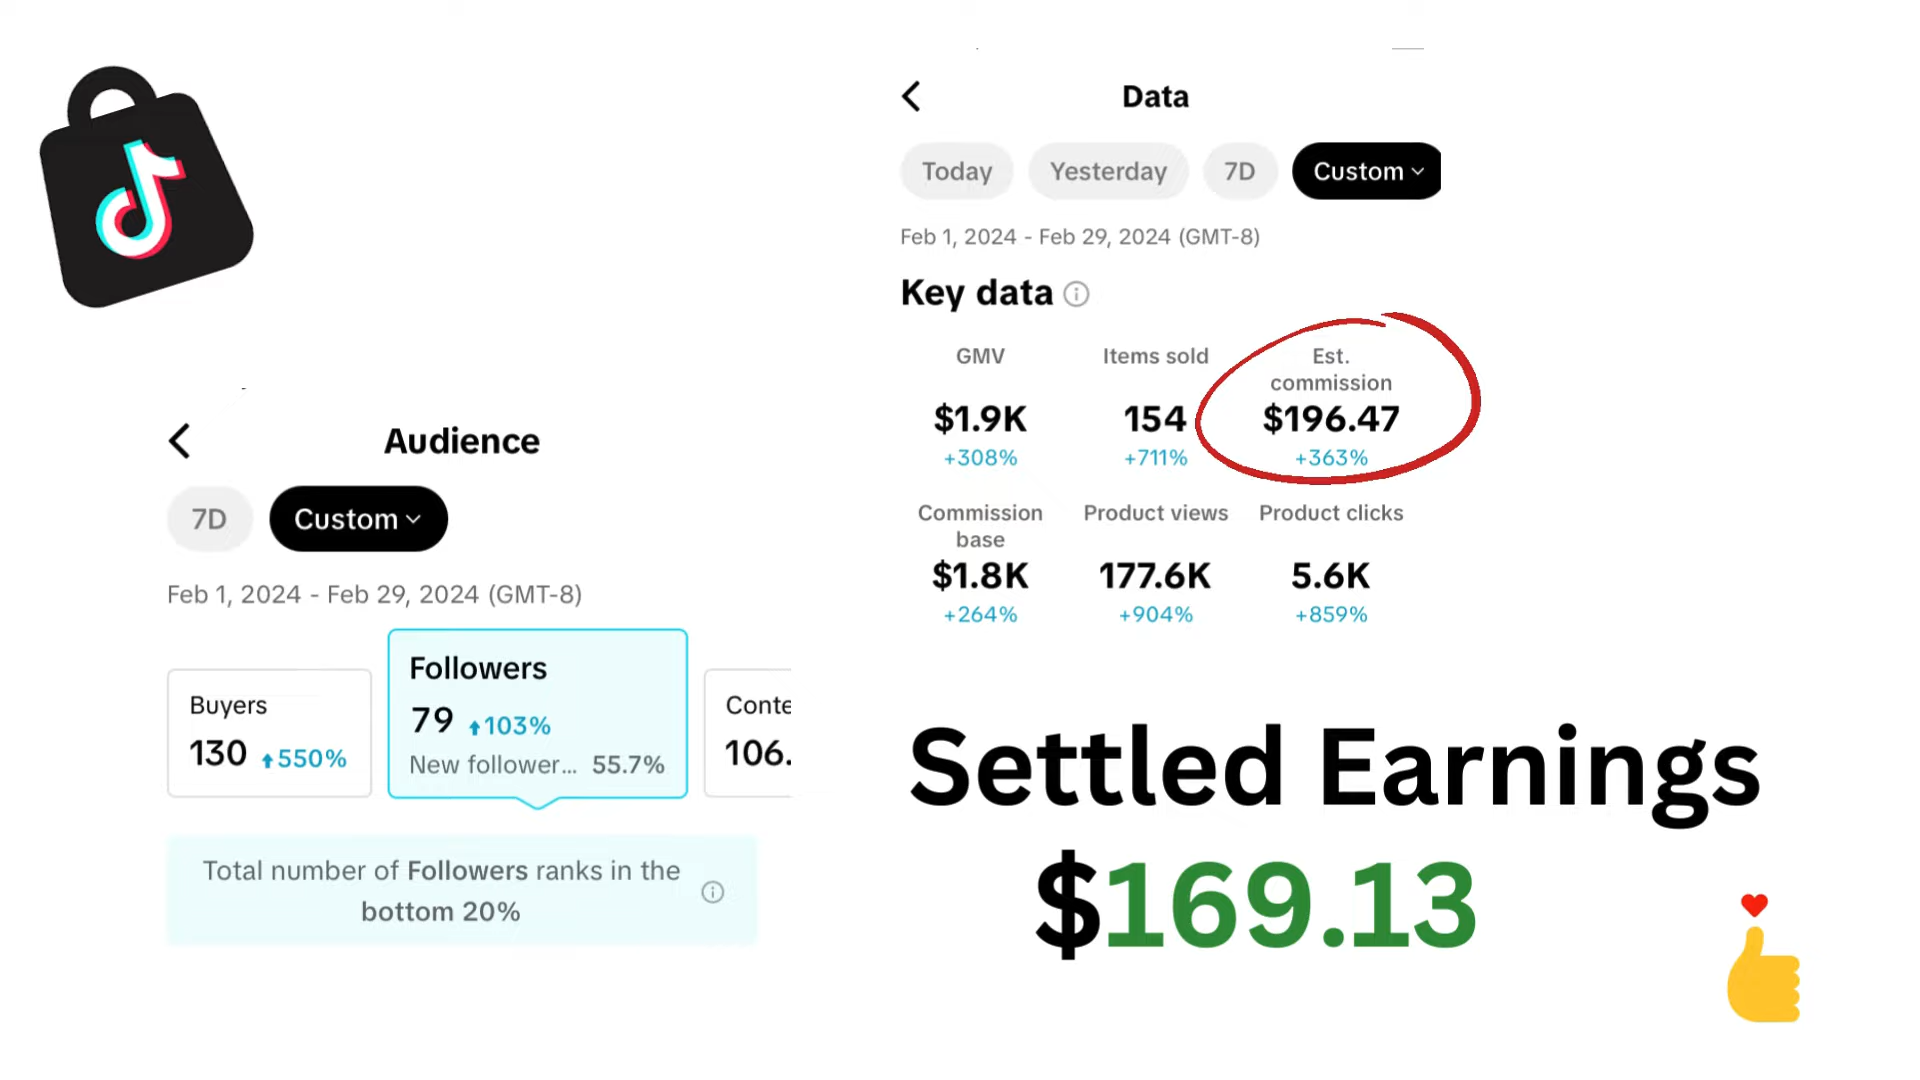 Audience
7D
Custom
Feb 1, 2024 - Feb 29, 2024 (GMT-8)
Buyers
130 550%
Followers
79 103%
New follower... 55.7%
Conte
106.
Total number of Followers ranks in the
bottom 20%
Data
Today
Yesterday
7D
Custom
Feb 1, 2024 - Feb 29, 2024 (GMT-8)
Key data
GMV
$1.9K
+308%
Items sold
154
+711%
Est.
commission
$196.47
+363%
Commission
base
$1.8K
+264%
Product views
177.6K
+904%
Product clicks
5.6K
+859%
Settled Earnings
$169.13